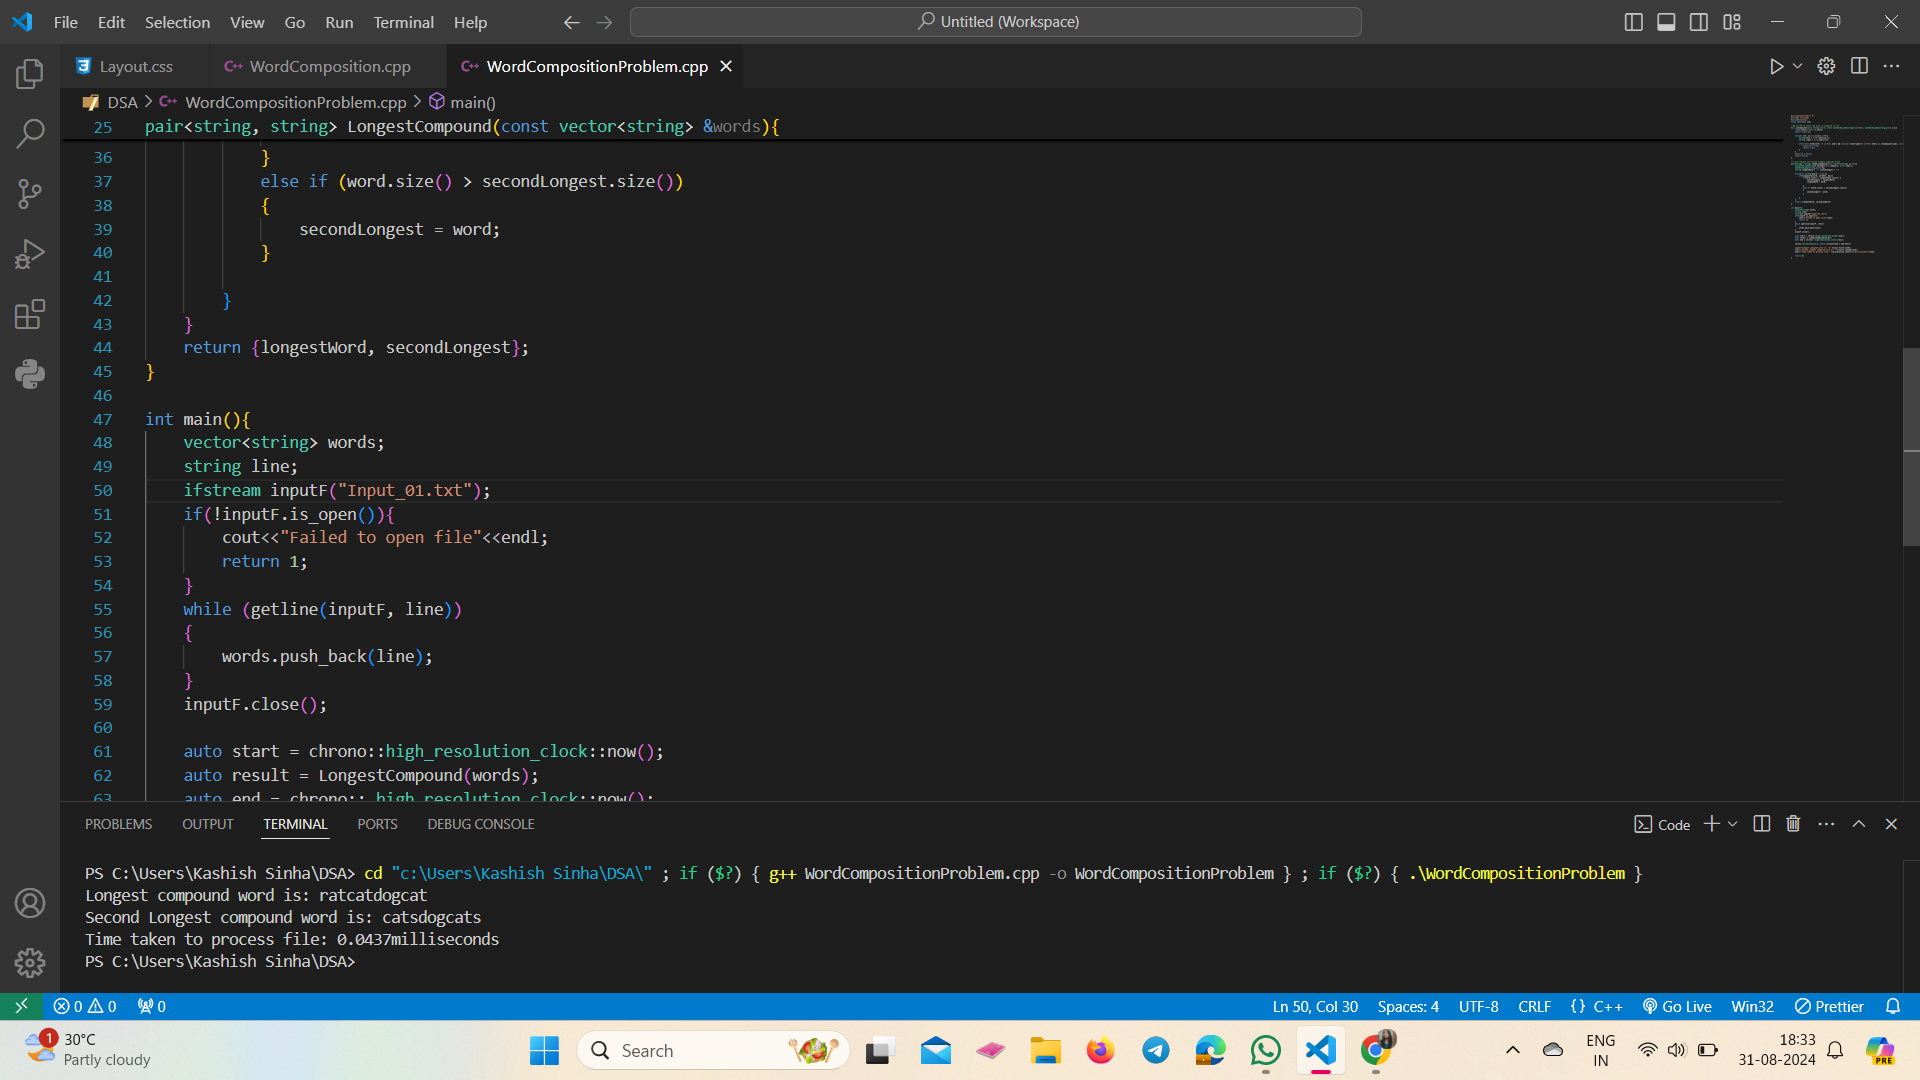 File Edit Selection View Go Run Terminal Help
Untitled (Workspace)
Layout.css
WordComposition.cpp
WordCompositionProblem.cpp
DSA > WordCompositionProblem.cpp > main()
25 pair<string, string> LongestCompound(const vector<string> &words){
36 }
37 else if (word.size() > secondLongest.size())
38 {
39 secondLongest = word;
40 }
41
42 }
43 }
44 return {longestWord, secondLongest};
45 }
46
47 int main(){
48 vector<string> words;
49 string line;
50 ifstream inputF("Input_01.txt");
51 if(!inputF.is_open()){
52 cout<<"Failed to open file"<<endl;
53 return 1;
54 }
55 while (getline(inputF, line))
56 {
57 words.push_back(line);
58 }
59 inputF.close();
60
61 auto start = chrono::high_resolution_clock::now();
62 auto result = LongestCompound(words);
63 auto end = chrono:: high_resolution_clock::now();
PROBLEMS OUTPUT TERMINAL PORTS DEBUG CONSOLE
Code
PS C:\Users\Kashish Sinha\DSA> cd "c:\Users\Kashish Sinha\DSA\" ; if ($?) { g++ WordCompositionProblem.cpp -o WordCompositionProblem } ; if ($?) { .\WordCompositionProblem }
Longest compound word is: ratcatdogcat
Second Longest compound word is: catsdogcats
Time taken to process file: 0.0437milliseconds
PS C:\Users\Kashish Sinha\DSA>
0 0 0
Ln 50, Col 30 Spaces: 4 UTF-8 CRLF {} C++ Go Live Win32 Prettier
1
30°C
Partly cloudy
Search
PRE
ENG
IN
18:33
31-08-2024